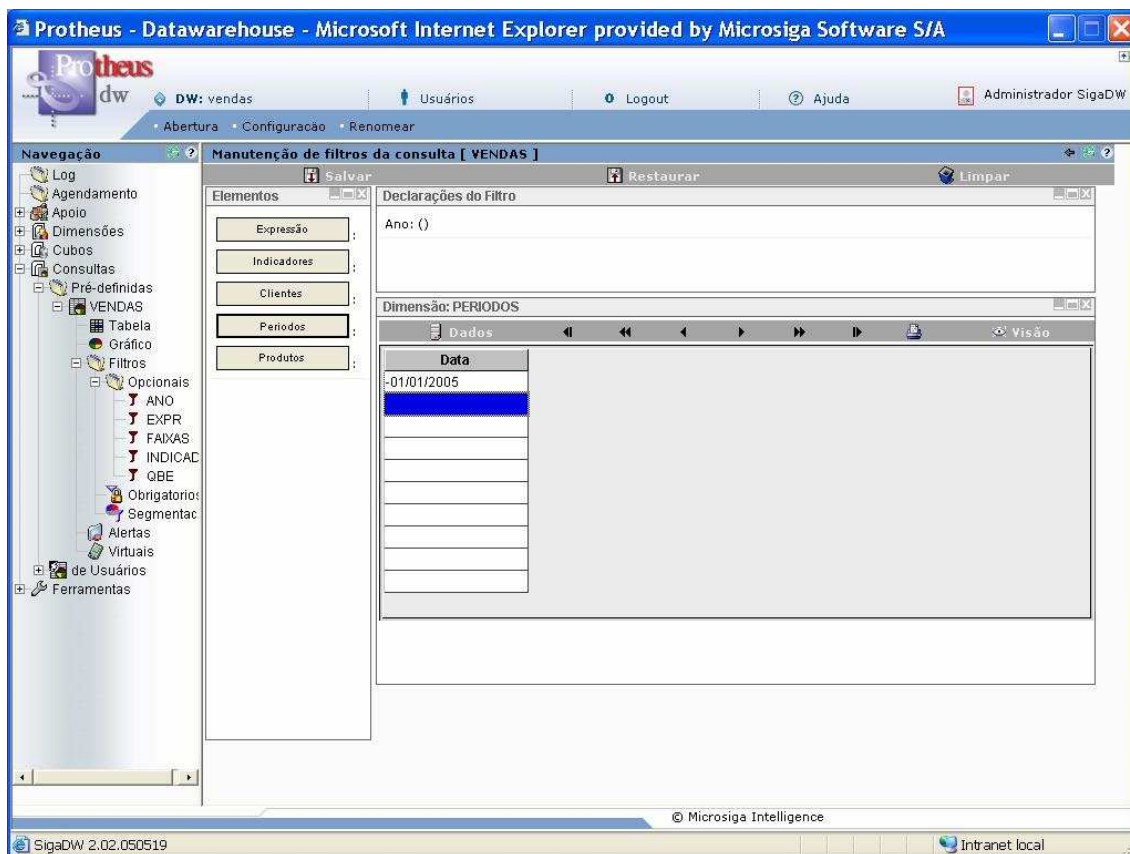 Protheus - Datawarehouse - Microsoft Internet Explorer provided by Microsiga Software S/A
Protheus
dw
DW: vendas
Usuários
Logout
Ajuda
Administrador SigaDW
Abertura
Configuracão
Renomear
Navegação
Manutenção de filtros da consulta [ VENDAS ]
Salvar
Restaurar
Limpar
Log
Agendamento
Apoio
Dimensões
Cubos
Consultas
Pré-definidas
VENDAS
Tabela
Gráfico
Filtros
Opcionais
ANO
EXPR
FAIXAS
INDICAD
QBE
Obrigatorios
Segmentac
Alertas
Virtuais
de Usuários
Ferramentas
Elementos
Expressão :
Indicadores :
Clientes :
Periodos :
Produtos :
Declarações do Filtro
Ano: ()
Dimensão: PERIODOS
Dados
Visão
Data
-01/01/2005
© Microsiga Intelligence
SigaDW 2.02.050519
Intranet local